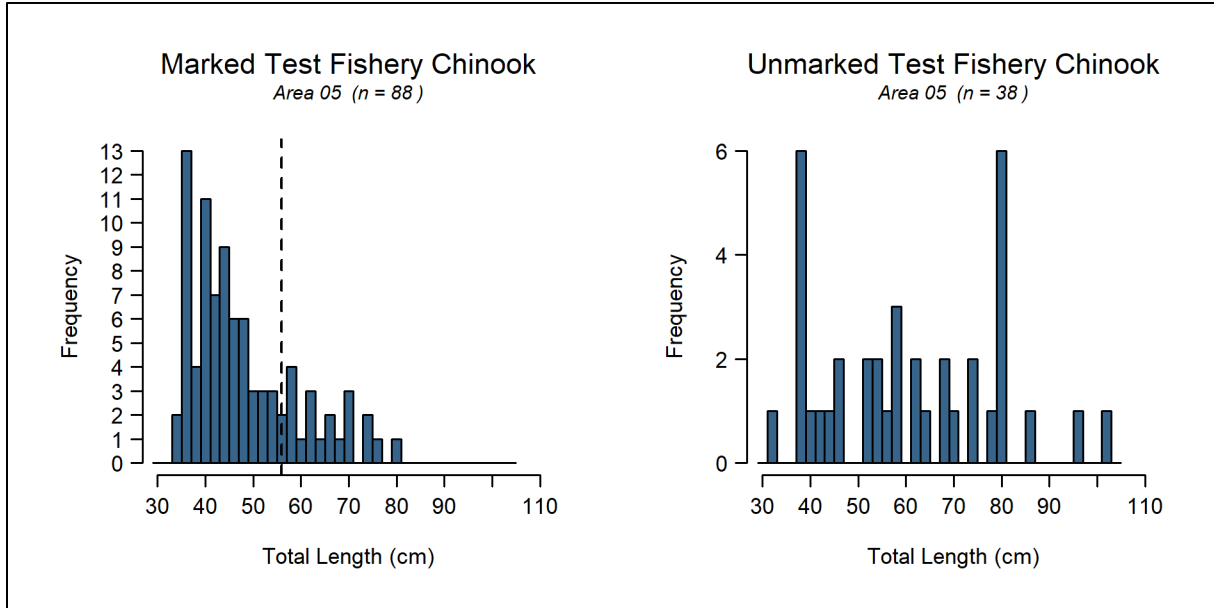 Marked Test Fishery Chinook
Area 05 (n = 88 )
Frequency
13
12
11
10
9
8
7
6
5
4
3
2
1
0
30 40 50 60 70 80 90 110
Total Length (cm)
Unmarked Test Fishery Chinook
Area 05 (n = 38 )
Frequency
6
4
2
0
30 40 50 60 70 80 90 110
Total Length (cm)